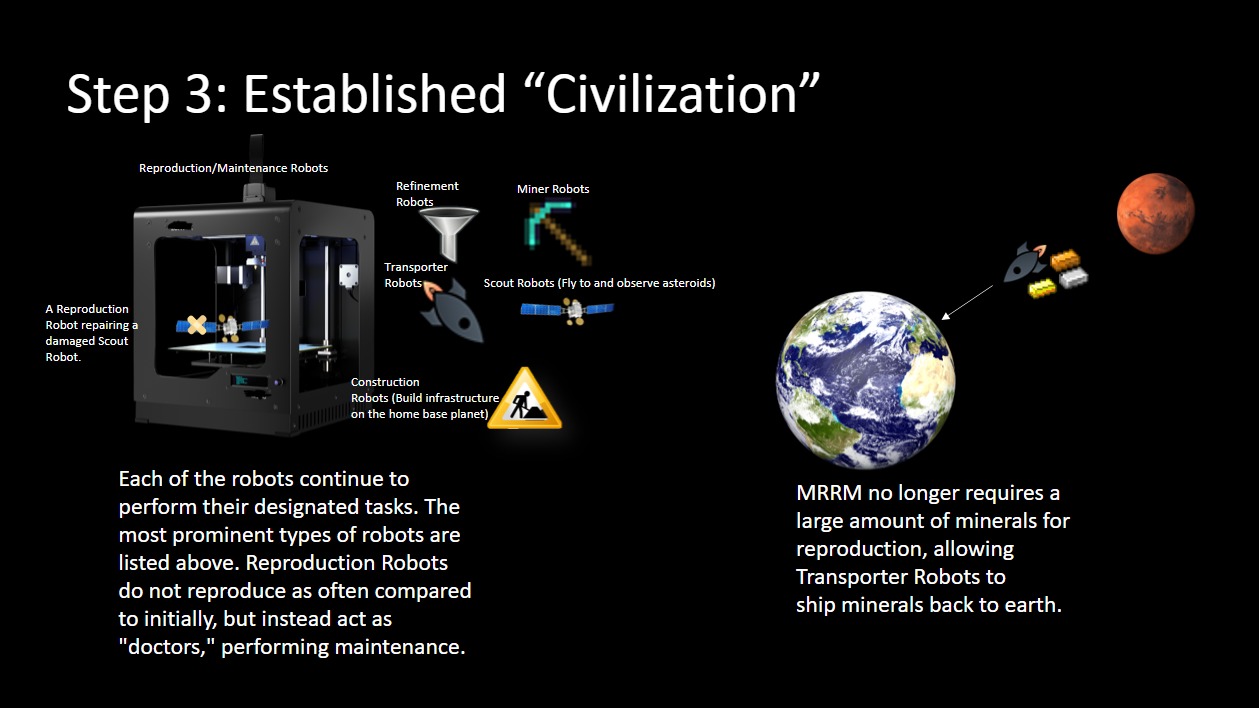 Step 3: Established “Civilization”
Reproduction/Maintenance Robots
Refinement
Robots
Miner Robots
Transporter
Robots
Scout Robots (Fly to and observe asteroids)
A Reproduction
Robot repairing a
damaged Scout
Robot.
Construction
Robots (Build infrastructure
on the home base planet)
Each of the robots continue to
perform their designated tasks. The
most prominent types of robots are
listed above. Reproduction Robots
do not reproduce as often compared
to initially, but instead act as
"doctors," performing maintenance.
MRRM no longer requires a
large amount of minerals for
reproduction, allowing
Transporter Robots to
ship minerals back to earth.